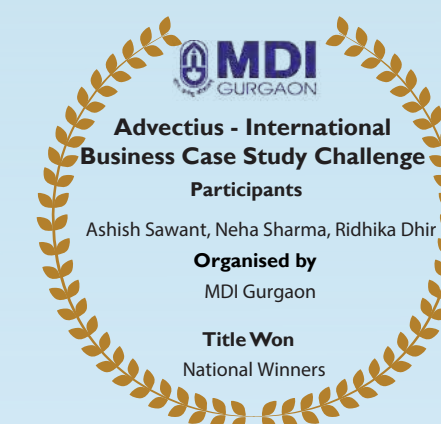 MDI
GURGAON
Advectius - International
Business Case Study Challenge
Participants
Ashish Sawant, Neha Sharma, Ridhika Dhir
Organised by
MDI Gurgaon
Title Won
National Winners